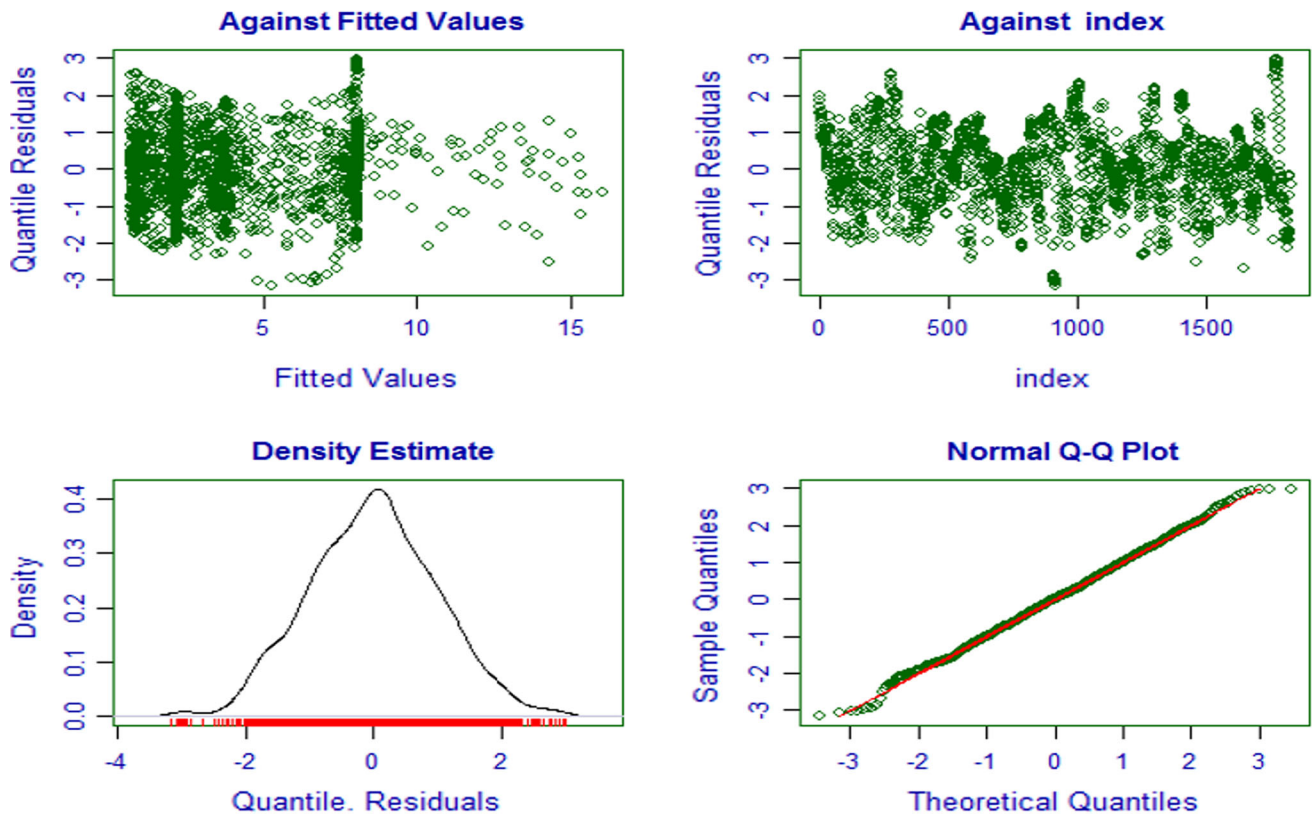 Against Fitted Values
Quantile Residuals
-3 -2 -1 0 1 2 3
5 10 15
Fitted Values
Against index
Quantile Residuals
-3 -2 -1 0 1 2 3
0 500 1000 1500
index
Density Estimate
Density
0.0 0.1 0.2 0.3 0.4
-4 -2 0 2
Quantile. Residuals
Normal Q-Q Plot
Sample Quantiles
-3 -2 -1 0 1 2 3
-3 -2 -1 0 1 2 3
Theoretical Quantiles